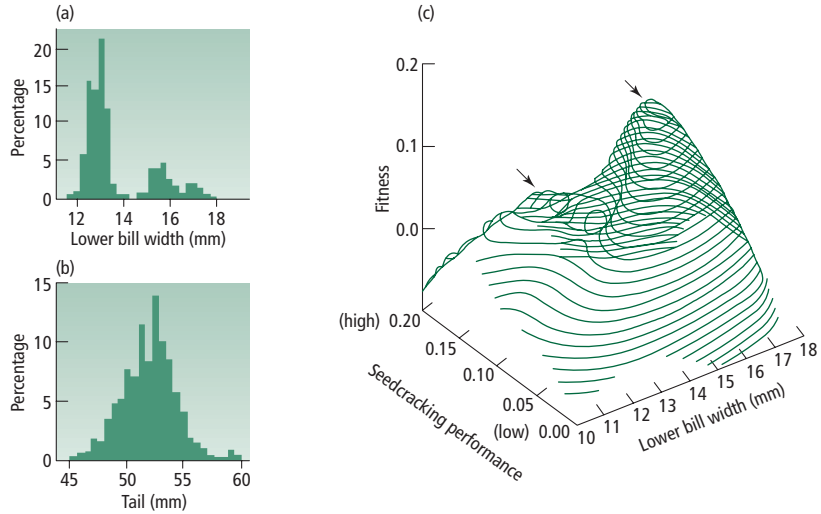 (a)
20
15
10
5
0
Percentage
12 14 16 18
Lower bill width (mm)
(b)
15
10
5
0
Percentage
45 50 55 60
Tail (mm)
(c)
0.2
0.1
0.1
0.0
Fitness
(high) 0.20
0.15
0.10
0.05
(low) 0.00
Seedcracking performance
10 11 12 13 14 15 16 17 18
Lower bill width (mm)